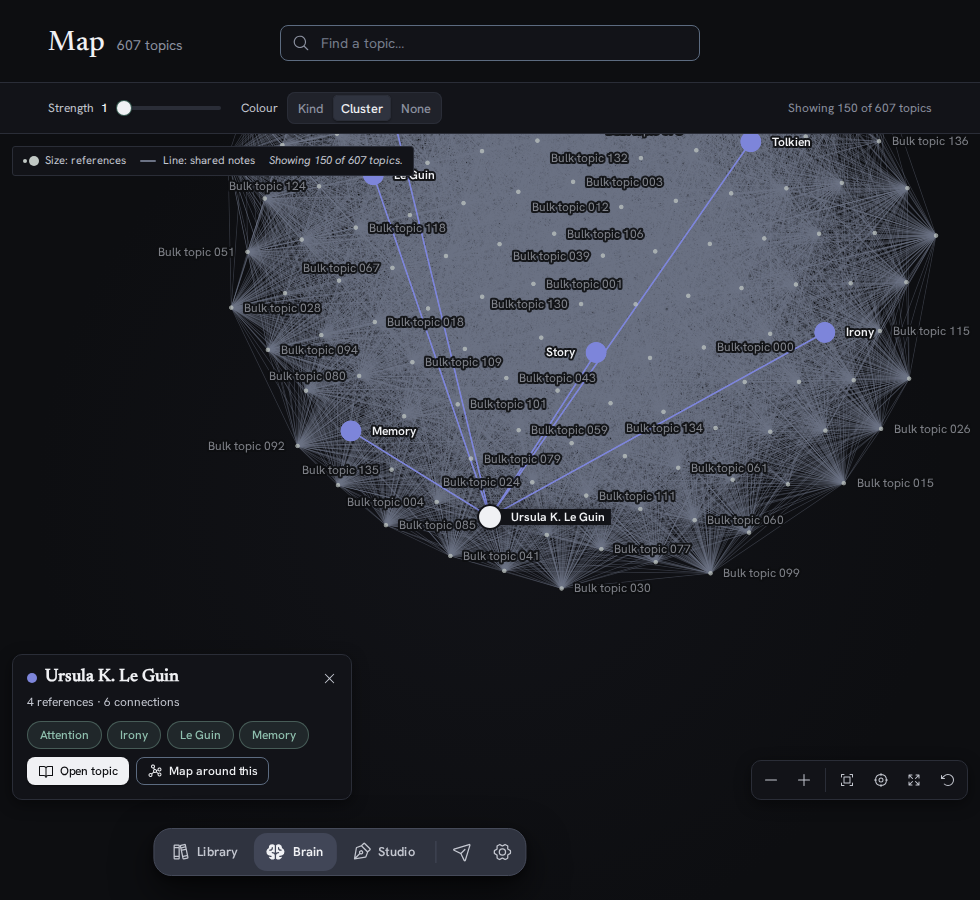 Map 607 topics
Find a topic...
Strength 1
Colour Kind Cluster None
Showing 150 of 607 topics
Size: references Line: shared notes Showing 150 of 607 topics.
Tolkien
Bulk topic 136
Bulk topic 132
Le Guin
Bulk topic 003
Bulk topic 124
Bulk topic 012
Bulk topic 118
Bulk topic 106
Bulk topic 051
Bulk topic 039
Bulk topic 067
Bulk topic 001
Bulk topic 130
Bulk topic 028
Bulk topic 018
Irony
Bulk topic 115
Bulk topic 094
Story
Bulk topic 000
Bulk topic 109
Bulk topic 080
Bulk topic 043
Bulk topic 101
Memory
Bulk topic 059
Bulk topic 134
Bulk topic 026
Bulk topic 092
Bulk topic 079
Bulk topic 135
Bulk topic 061
Bulk topic 024
Bulk topic 015
Bulk topic 004
Bulk topic 111
Ursula K. Le Guin
Bulk topic 085
Bulk topic 060
Bulk topic 041
Bulk topic 077
Bulk topic 099
Bulk topic 030
Ursula K. Le Guin
4 references · 6 connections
Attention Irony Le Guin Memory
Open topic Map around this
Library Brain Studio